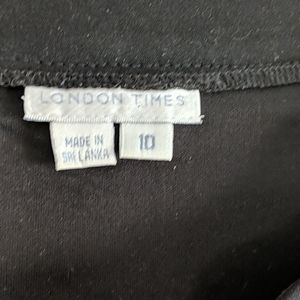 LONDON TIMES
MADE IN
SRI LANKA
10